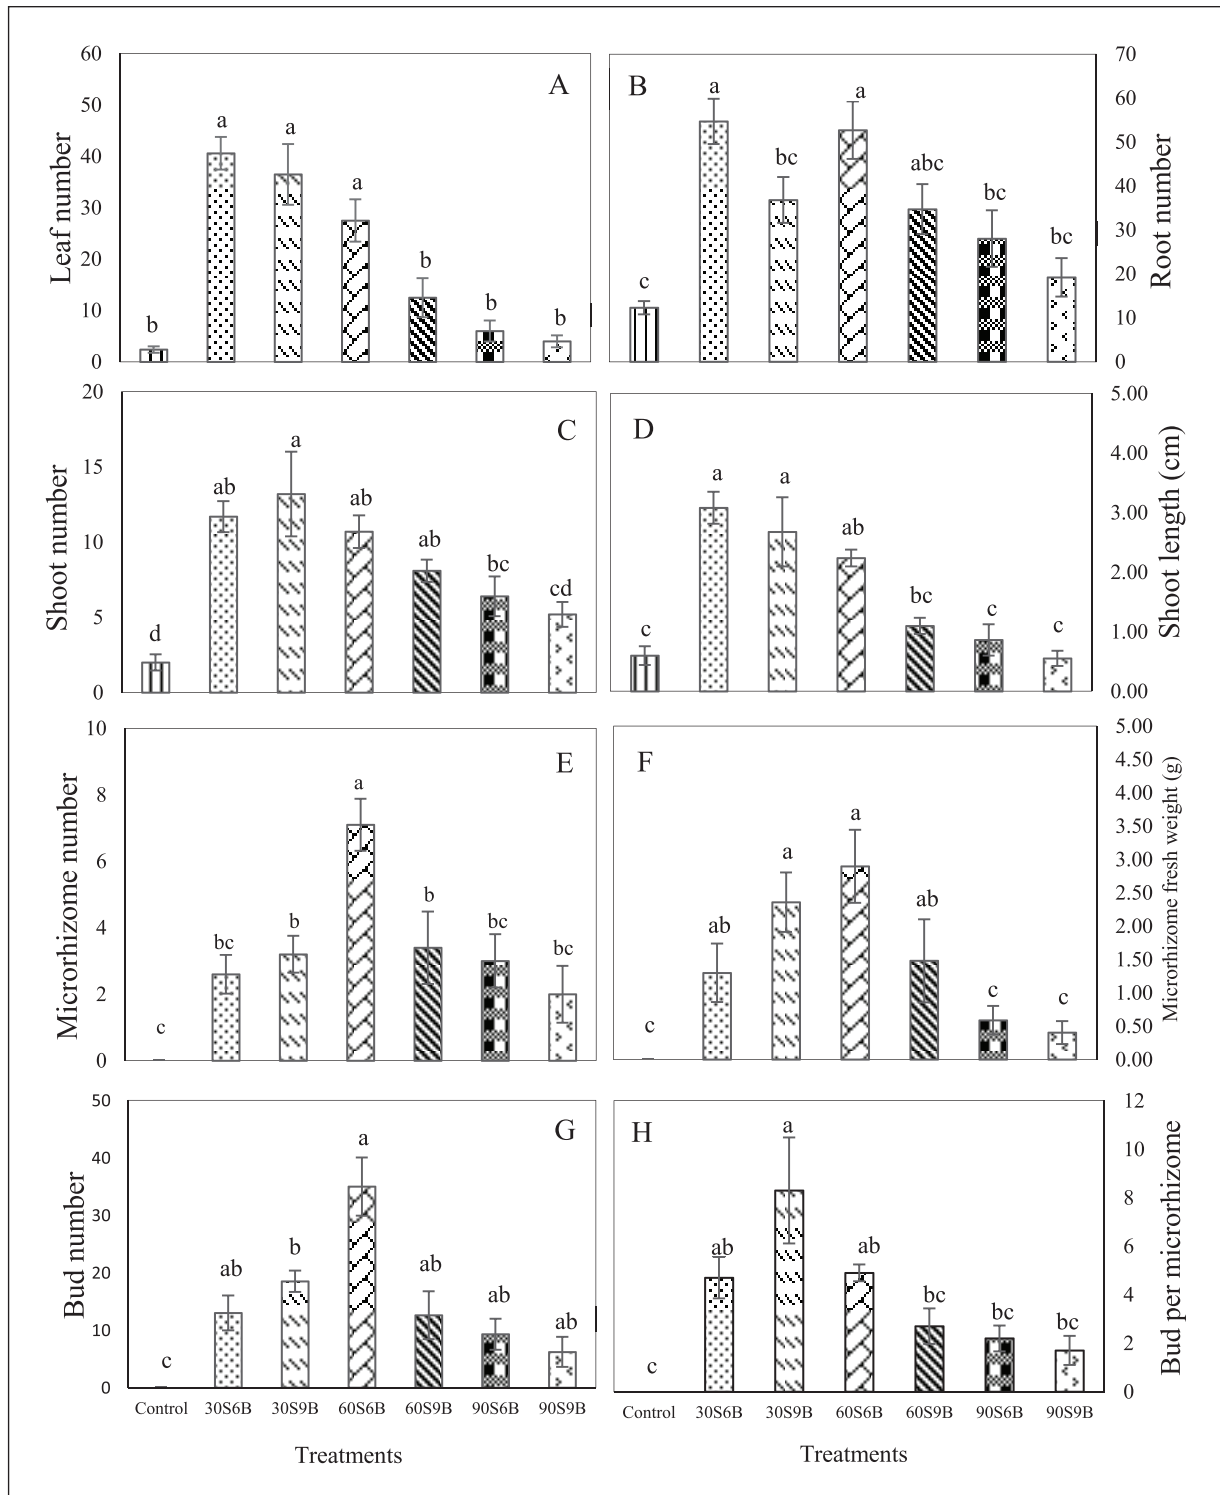 A
Leaf number
60
50
40
30
20
10
0
b
a
a
a
b
b
b
B
Root number
70
60
50
40
30
20
10
0
c
a
bc
a
abc
bc
bc
C
Shoot number
20
15
10
5
0
d
ab
a
ab
ab
bc
cd
D
Shoot length (cm)
5.00
4.00
3.00
2.00
1.00
0.00
c
a
a
ab
bc
c
c
E
Microrhizome number
10
8
6
4
2
0
c
bc
b
a
b
bc
bc
F
Microrhizome fresh weight (g)
5.00
4.50
4.00
3.50
3.00
2.50
2.00
1.50
1.00
0.50
0.00
c
ab
a
a
ab
c
c
G
Bud number
50
40
30
20
10
0
c
ab
b
a
ab
ab
ab
Control 30S6B 30S9B 60S6B 60S9B 90S6B 90S9B
Treatments
H
Bud per microrhizome
12
10
8
6
4
2
0
c
ab
a
ab
bc
bc
bc
Control 30S6B 30S9B 60S6B 60S9B 90S6B 90S9B
Treatments